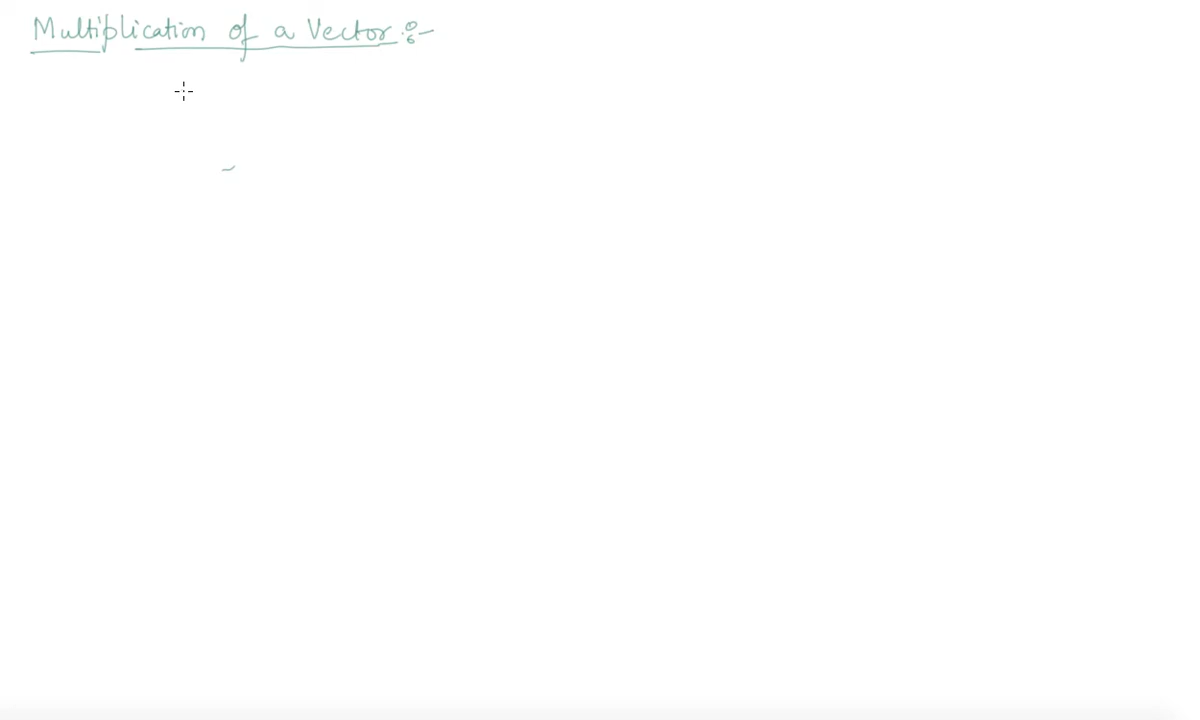 Multiplication of a Vector :-